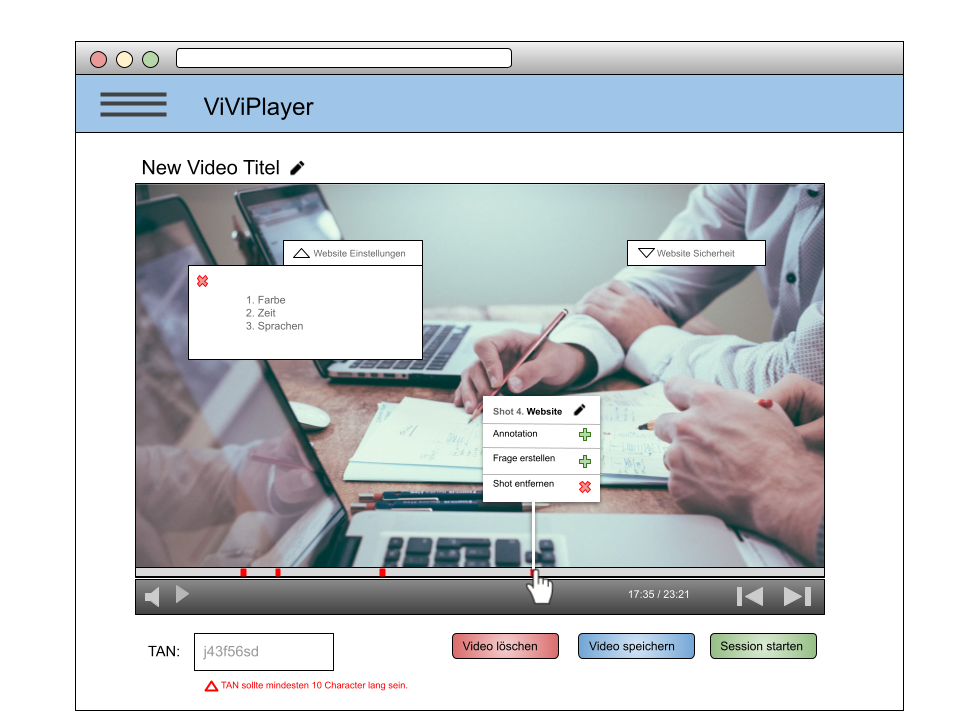 ViViPlayer
New Video Titel
Website Einstellungen
Website Sicherheit
1. Farbe
2. Zeit
3. Sprachen
Shot 4. Website
Annotation
Frage erstellen
Shot entfernen
17:35 / 23:21
TAN:
j43f56sd
Video löschen
Video speichern
Session starten
TAN sollte mindesten 10 Character lang sein.